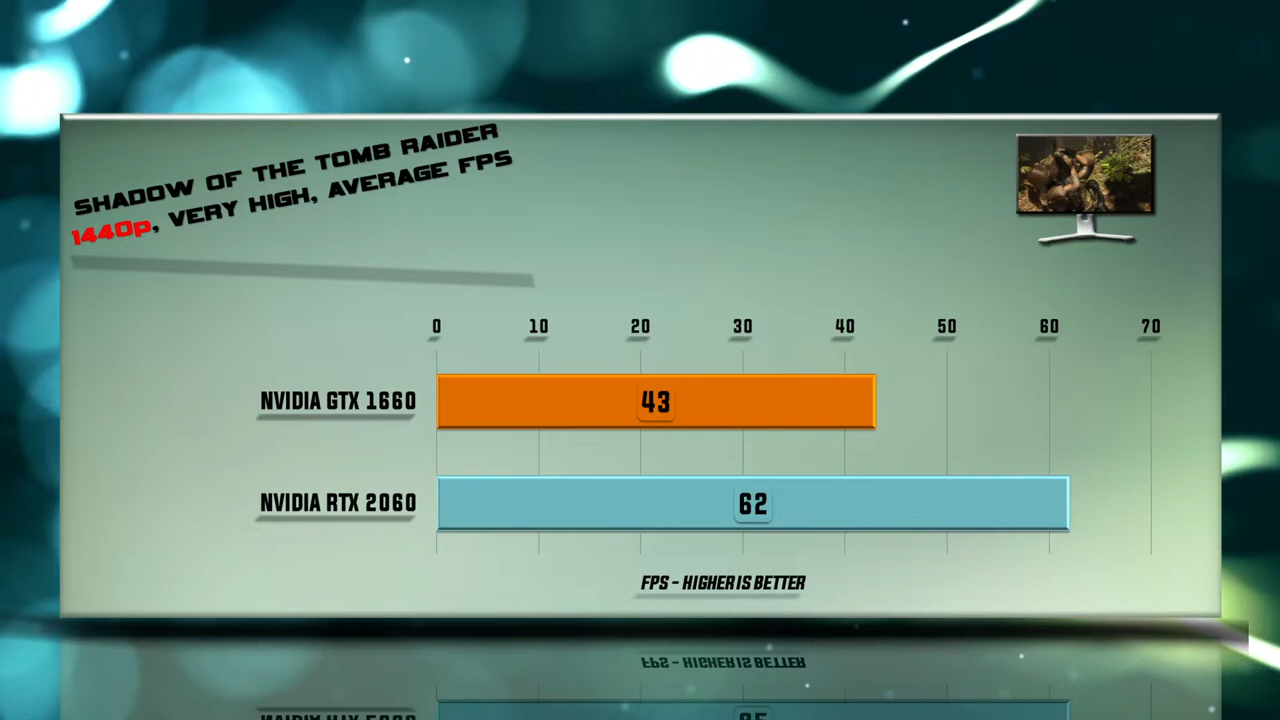 SHADOW OF THE TOMB RAIDER
1440p, VERY HIGH, AVERAGE FPS
0 10 20 30 40 50 60 70
NVIDIA GTX 1660 43
NVIDIA RTX 2060 62
FPS - HIGHER IS BETTER